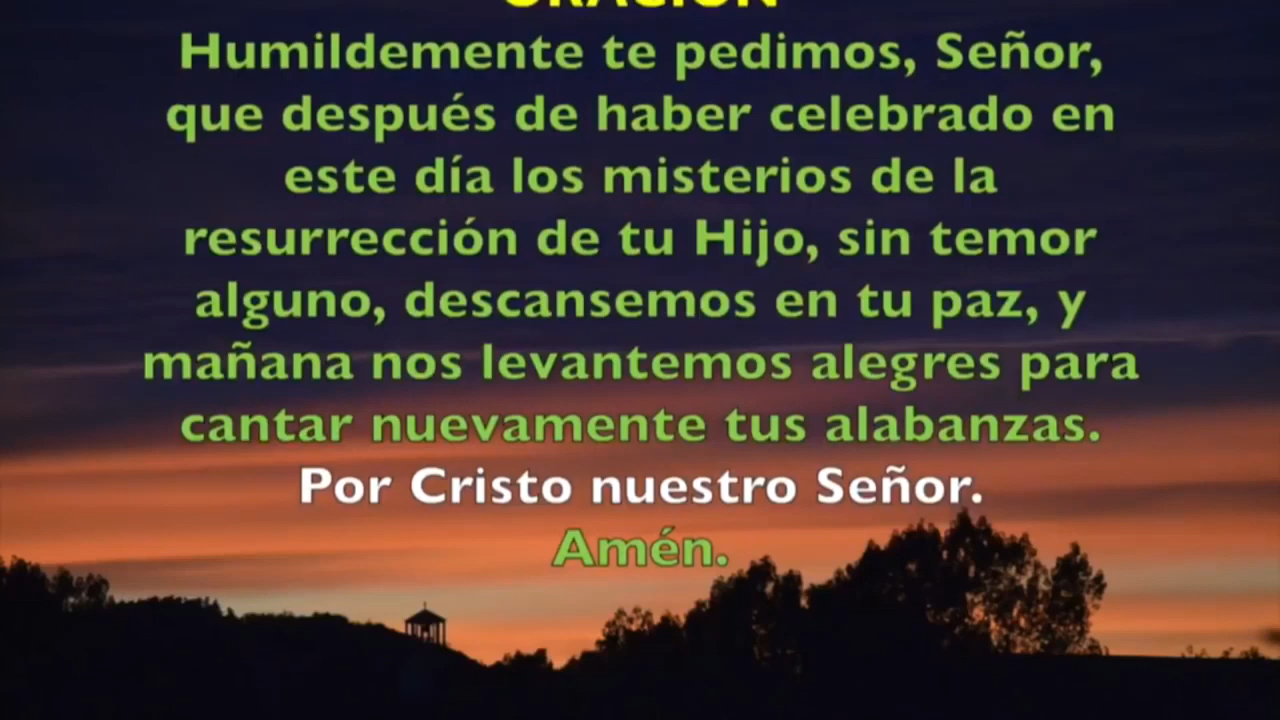 ORACIÓN
Humildemente te pedimos, Señor,
que después de haber celebrado en
este día los misterios de la
resurrección de tu Hijo, sin temor
alguno, descansemos en tu paz, y
mañana nos levantemos alegres para
cantar nuevamente tus alabanzas.
Por Cristo nuestro Señor.
Amén.